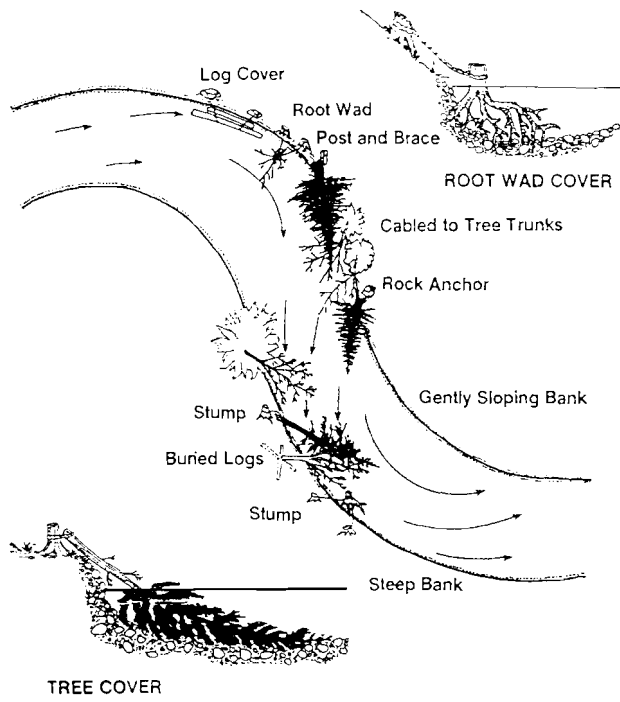 Log Cover
Root Wad
Post and Brace
ROOT WAD COVER
Cabled to Tree Trunks
Rock Anchor
Gently Sloping Bank
Stump
Buried Logs
Stump
Steep Bank
TREE COVER